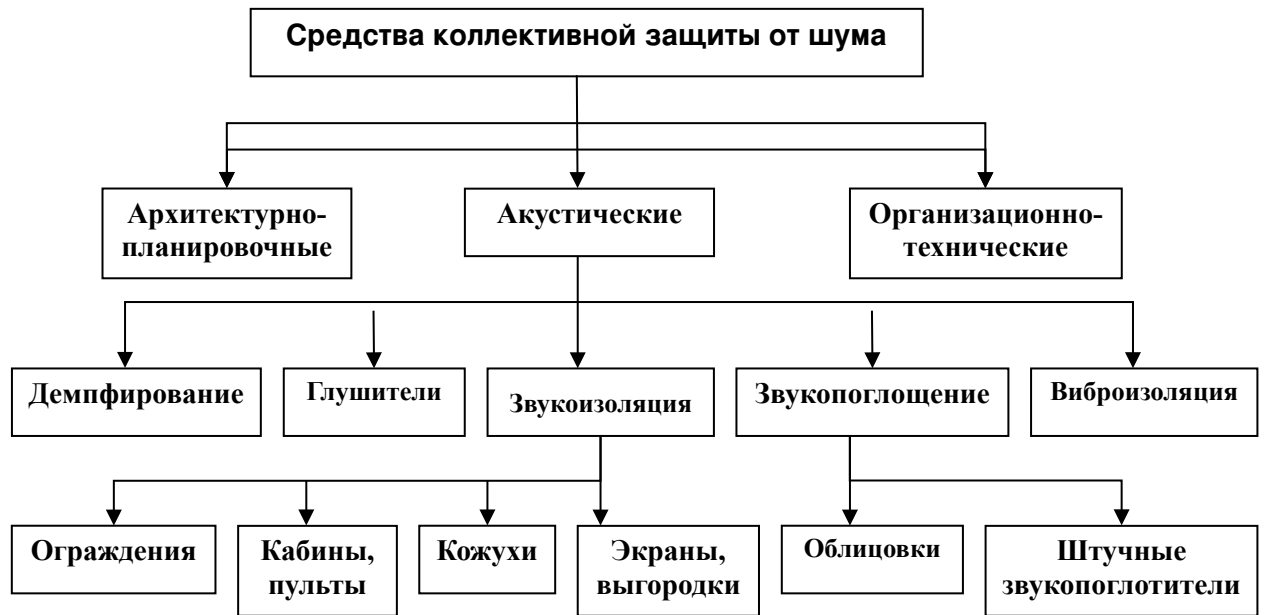 Средства коллективной защиты от шума
Архитектурно-
планировочные
Акустические
Организационно-
технические
Демпфирование
Глушители
Звукоизоляция
Звукопоглощение
Виброизоляция
Ограждения
Кабины,
пульты
Кожухи
Экраны,
выгородки
Облицовки
Штучные
звукопоглотители